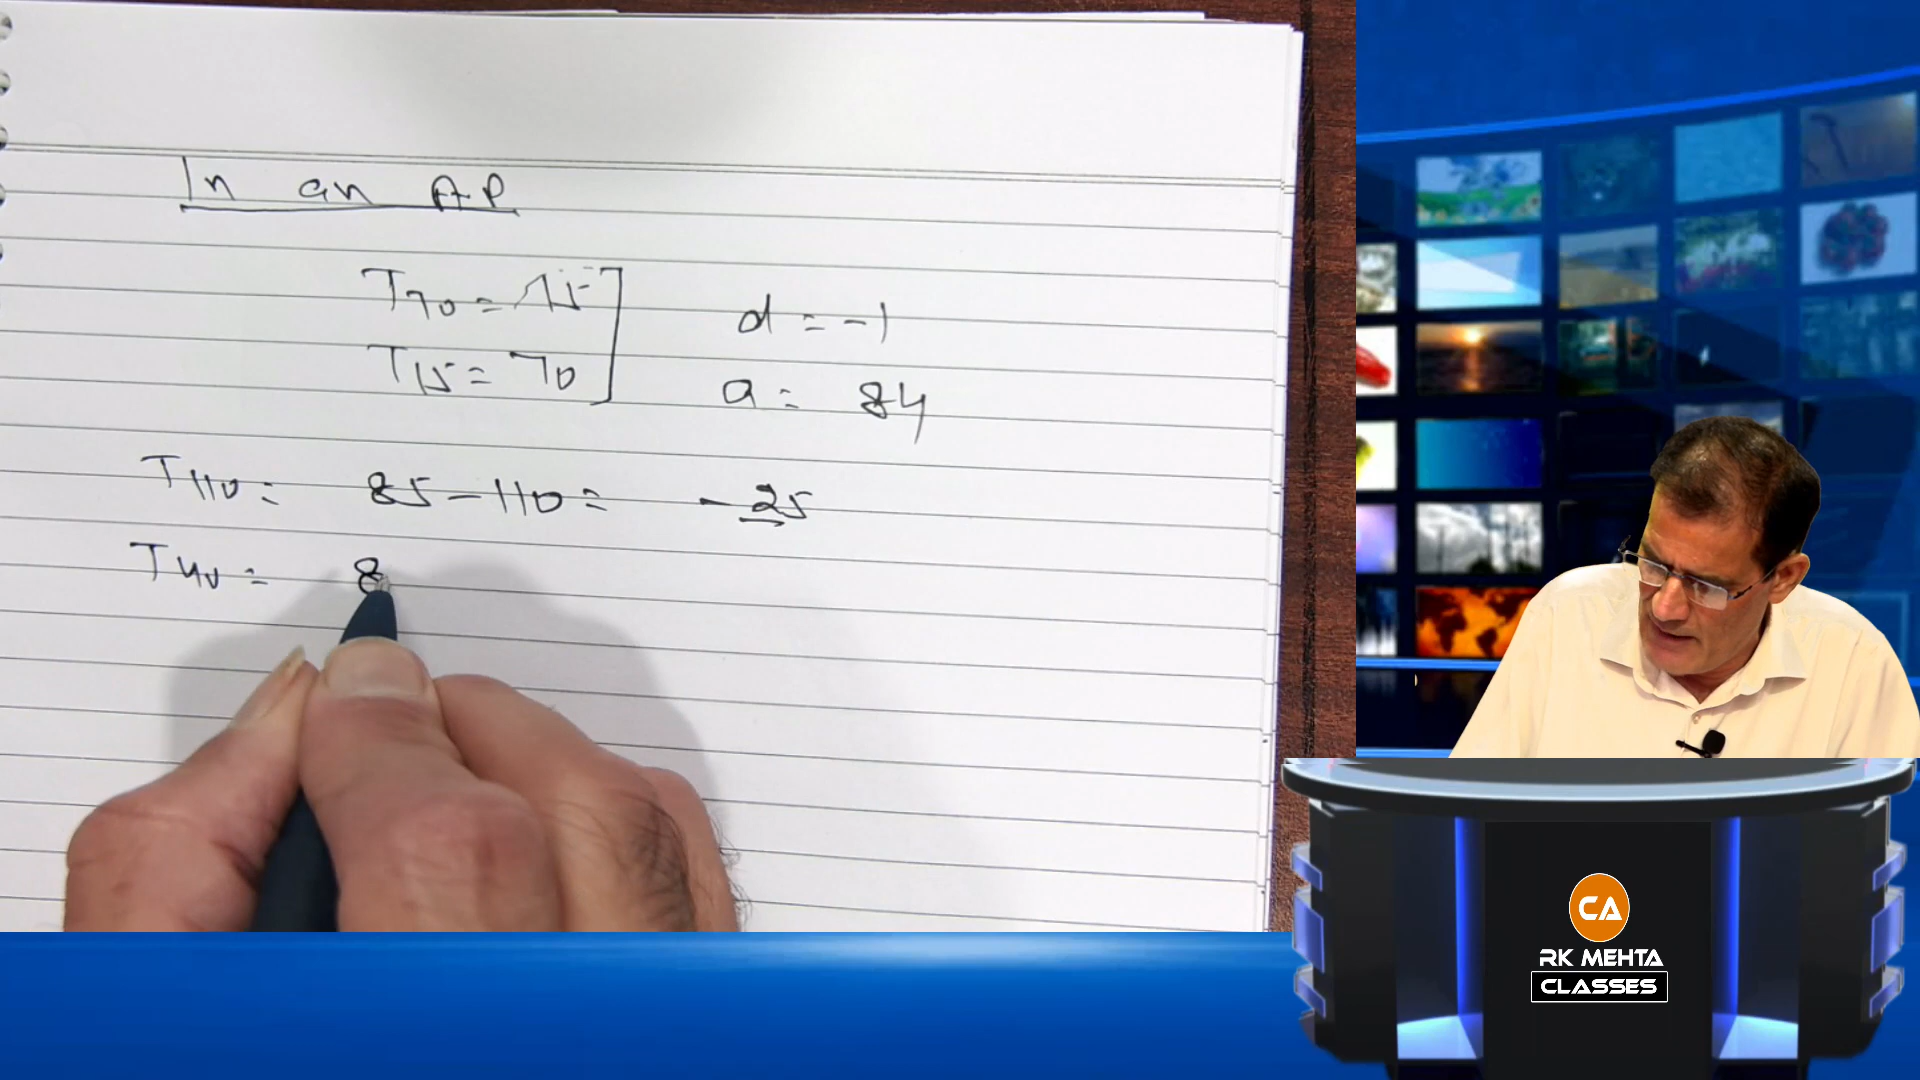 In an AP
T70 = 15
T15 = 70
d = -1
a = 84
T110 = 85 - 110 = - 25
T40 = 8
CA
RK MEHTA
CLASSES